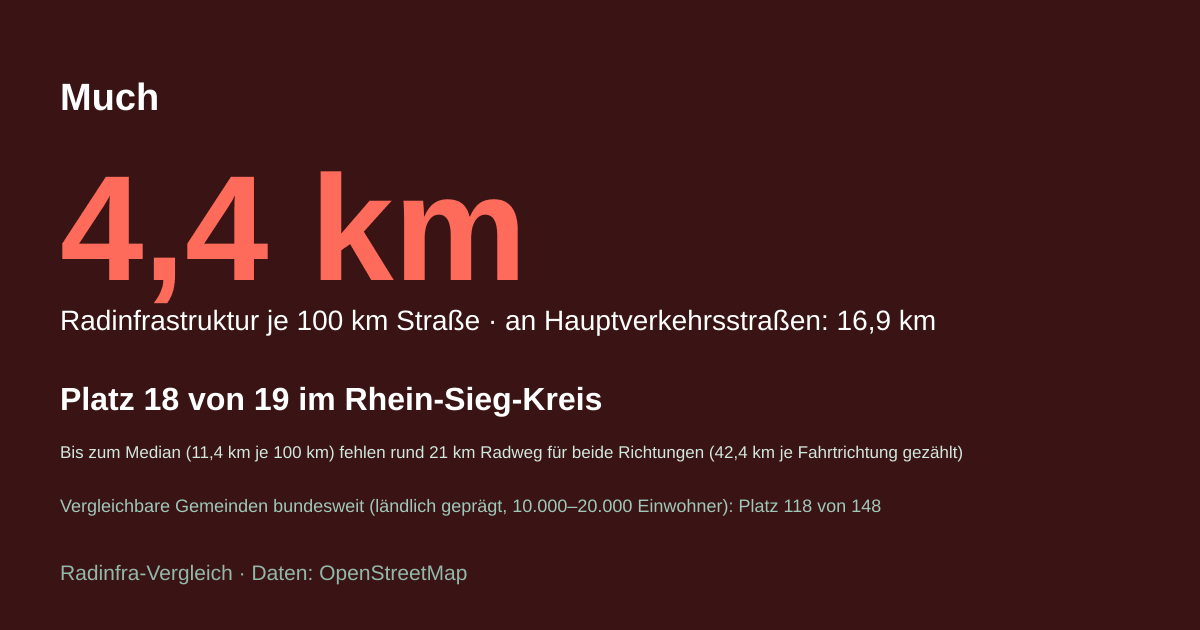 Much
4,4 km
Radinfrastruktur je 100 km Straße · an Hauptverkehrsstraßen: 16,9 km
Platz 18 von 19 im Rhein-Sieg-Kreis
Bis zum Median (11,4 km je 100 km) fehlen rund 21 km Radweg für beide Richtungen (42,4 km je Fahrtrichtung gezählt)
Vergleichbare Gemeinden bundesweit (ländlich geprägt, 10.000–20.000 Einwohner): Platz 118 von 148
Radinfra-Vergleich · Daten: OpenStreetMap